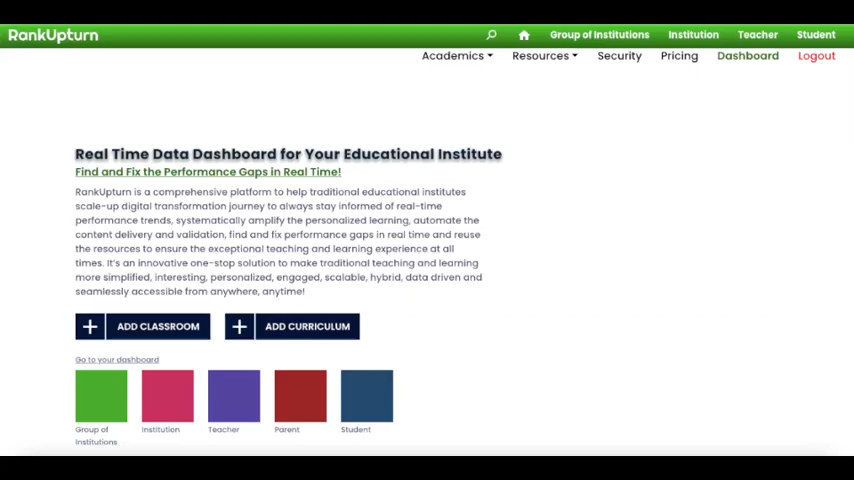 RankUpturn
Group of Institutions Institution Teacher Student
Academics Resources Security Pricing Dashboard Logout
Real Time Data Dashboard for Your Educational Institute
Find and Fix the Performance Gaps in Real Time!
RankUpturn is a comprehensive platform to help traditional educational institutes
scale-up digital transformation journey to always stay informed of real-time
performance trends, systematically amplify the personalized learning, automate the
content delivery and validation, find and fix performance gaps in real time and reuse
the resources to ensure the exceptional teaching and learning experience at all
times. It's an innovative one-stop solution to make traditional teaching and learning
more simplified, interesting, personalized, engaged, scalable, hybrid, data driven and
seamlessly accessible from anywhere, anytime!
ADD CLASSROOM ADD CURRICULUM
Go to your dashboard
Group of Institution Teacher Parent Student
Institutions